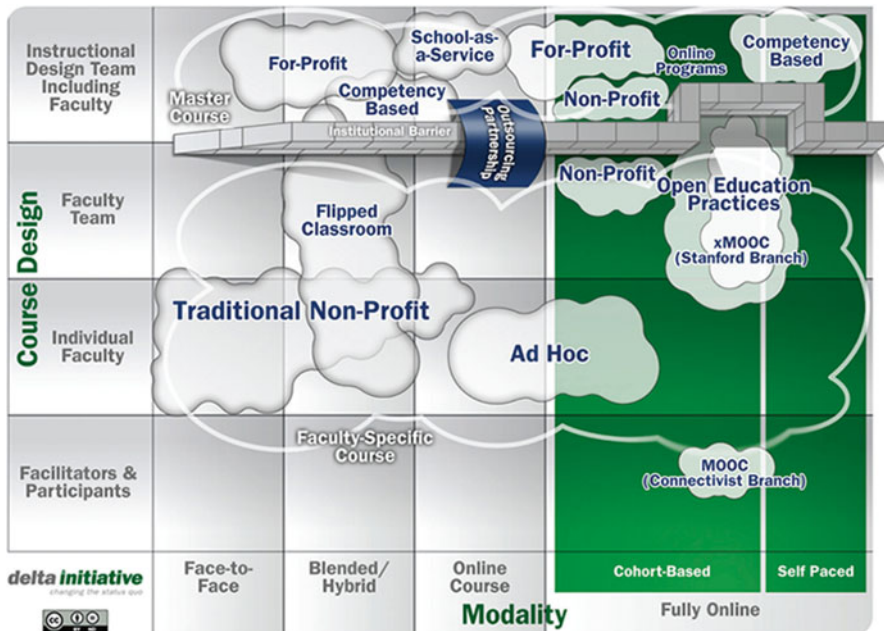 Instructional
Design Team
Including
Faculty
For-Profit
School-as-
a-Service
For-Profit
Online
Programs
Competency
Based
Master
Course
Competency
Based
Non-Profit
Institutional Barrier
Outsourcing
Partnership
Course Design
Faculty
Team
Flipped
Classroom
Non-Profit
Open Education
Practices
xMOOC
(Stanford Branch)
Traditional Non-Profit
Individual
Faculty
Ad Hoc
Faculty-Specific
Course
Facilitators &
Participants
MOOC
(Connectivist Branch)
delta initiative
changing the status quo
Face-to-
Face
Blended/
Hybrid
Online
Course
Cohort-Based
Self Paced
Modality
Fully Online
cc
BY
ND